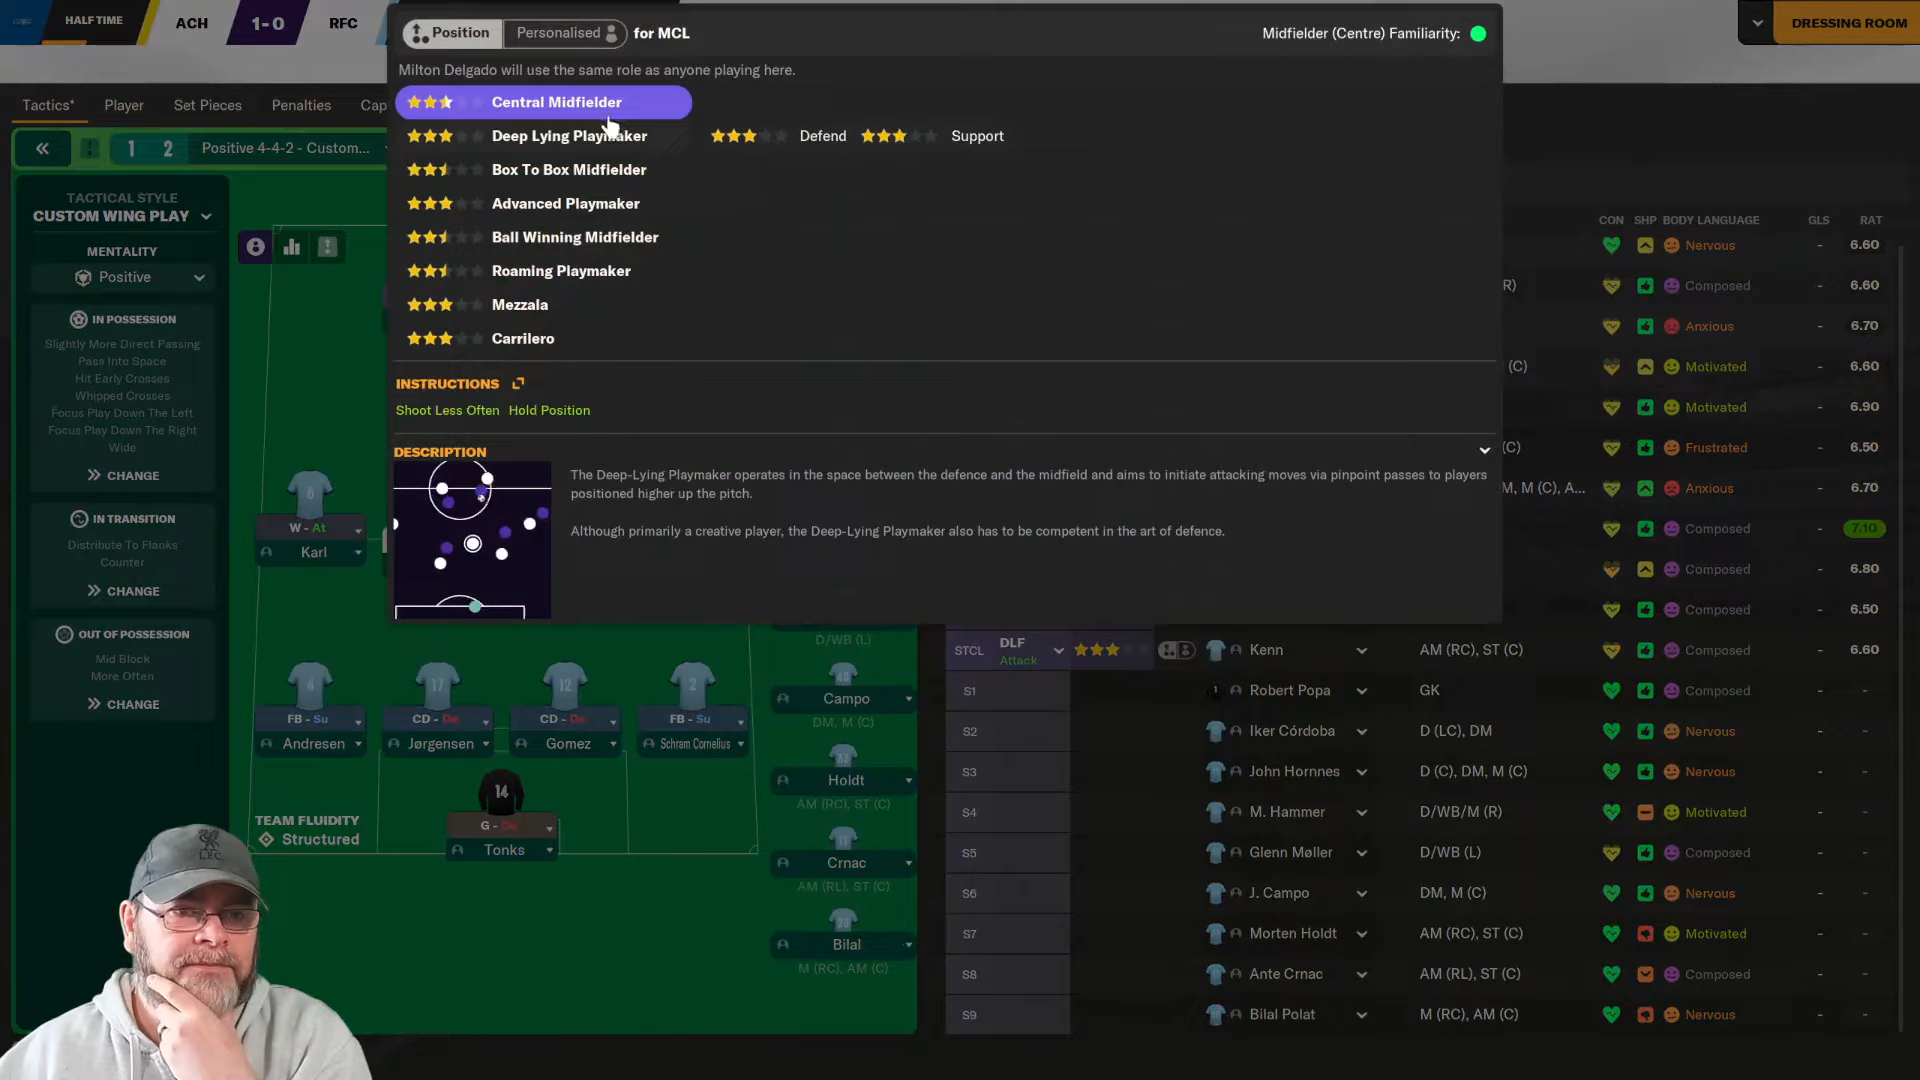 HALF TIME
ACH
1-0
RFC
Position
Personalised
for MCL
Midfielder (Centre) Familiarity:
DRESSING ROOM
Milton Delgado will use the same role as anyone playing here.
Tactics*
Player
Set Pieces
Penalties
Cap
Central Midfielder
Deep Lying Playmaker
Defend
Support
Box To Box Midfielder
Advanced Playmaker
Ball Winning Midfielder
Roaming Playmaker
Mezzala
Carrilero
INSTRUCTIONS
Shoot Less Often Hold Position
DESCRIPTION
The Deep-Lying Playmaker operates in the space between the defence and the midfield and aims to initiate attacking moves via pinpoint passes to players
positioned higher up the pitch.
Although primarily a creative player, the Deep-Lying Playmaker also has to be competent in the art of defence.
1 2
Positive 4-4-2 - Custom...
TACTICAL STYLE
CUSTOM WING PLAY
MENTALITY
Positive
IN POSSESSION
Slightly More Direct Passing
Pass Into Space
Hit Early Crosses
Whipped Crosses
Focus Play Down The Left
Focus Play Down The Right
Wide
CHANGE
IN TRANSITION
Distribute To Flanks
Counter
CHANGE
OUT OF POSSESSION
Mid Block
More Often
CHANGE
W - At
Karl
4
FB - Su
Andresen
17
CD - De
Jørgensen
12
CD - De
Gomez
2
FB - Su
Schram Cornelius
14
G - De
Tonks
TEAM FLUIDITY
Structured
D/WB (L)
Campo
DM, M (C)
Holdt
AM (RC), ST (C)
Crnac
AM (RL), ST (C)
Bilal
M (RC), AM (C)
CON SHP BODY LANGUAGE GLS RAT
Nervous - 6.60
R) Composed - 6.60
Anxious - 6.70
(C) Motivated - 6.60
Motivated - 6.90
(C) Frustrated - 6.50
M, M (C), A... Anxious - 6.70
Composed - 7.10
Composed - 6.80
Composed - 6.50
STCL DLF Attack Kenn AM (RC), ST (C) 6.60
S1 Robert Popa GK Composed - -
S2 Iker Córdoba D (LC), DM Nervous - -
S3 John Hornnes D (C), DM, M (C) Nervous - -
S4 M. Hammer D/WB/M (R) Motivated - -
S5 Glenn Møller D/WB (L) Composed - -
S6 J. Campo DM, M (C) Nervous - -
S7 Morten Holdt AM (RC), ST (C) Motivated - -
S8 Ante Crnac AM (RL), ST (C) Composed - -
S9 Bilal Polat M (RC), AM (C) Nervous - -